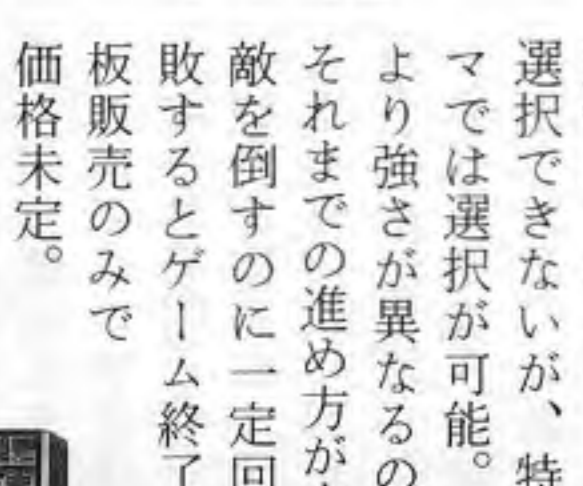 選択できないが、特
マでは選択が可能。
より強さが異なるの
それまでの進め方が
敵を倒すのに一定回
敗するとゲーム終了
板販売のみで
価格未定。